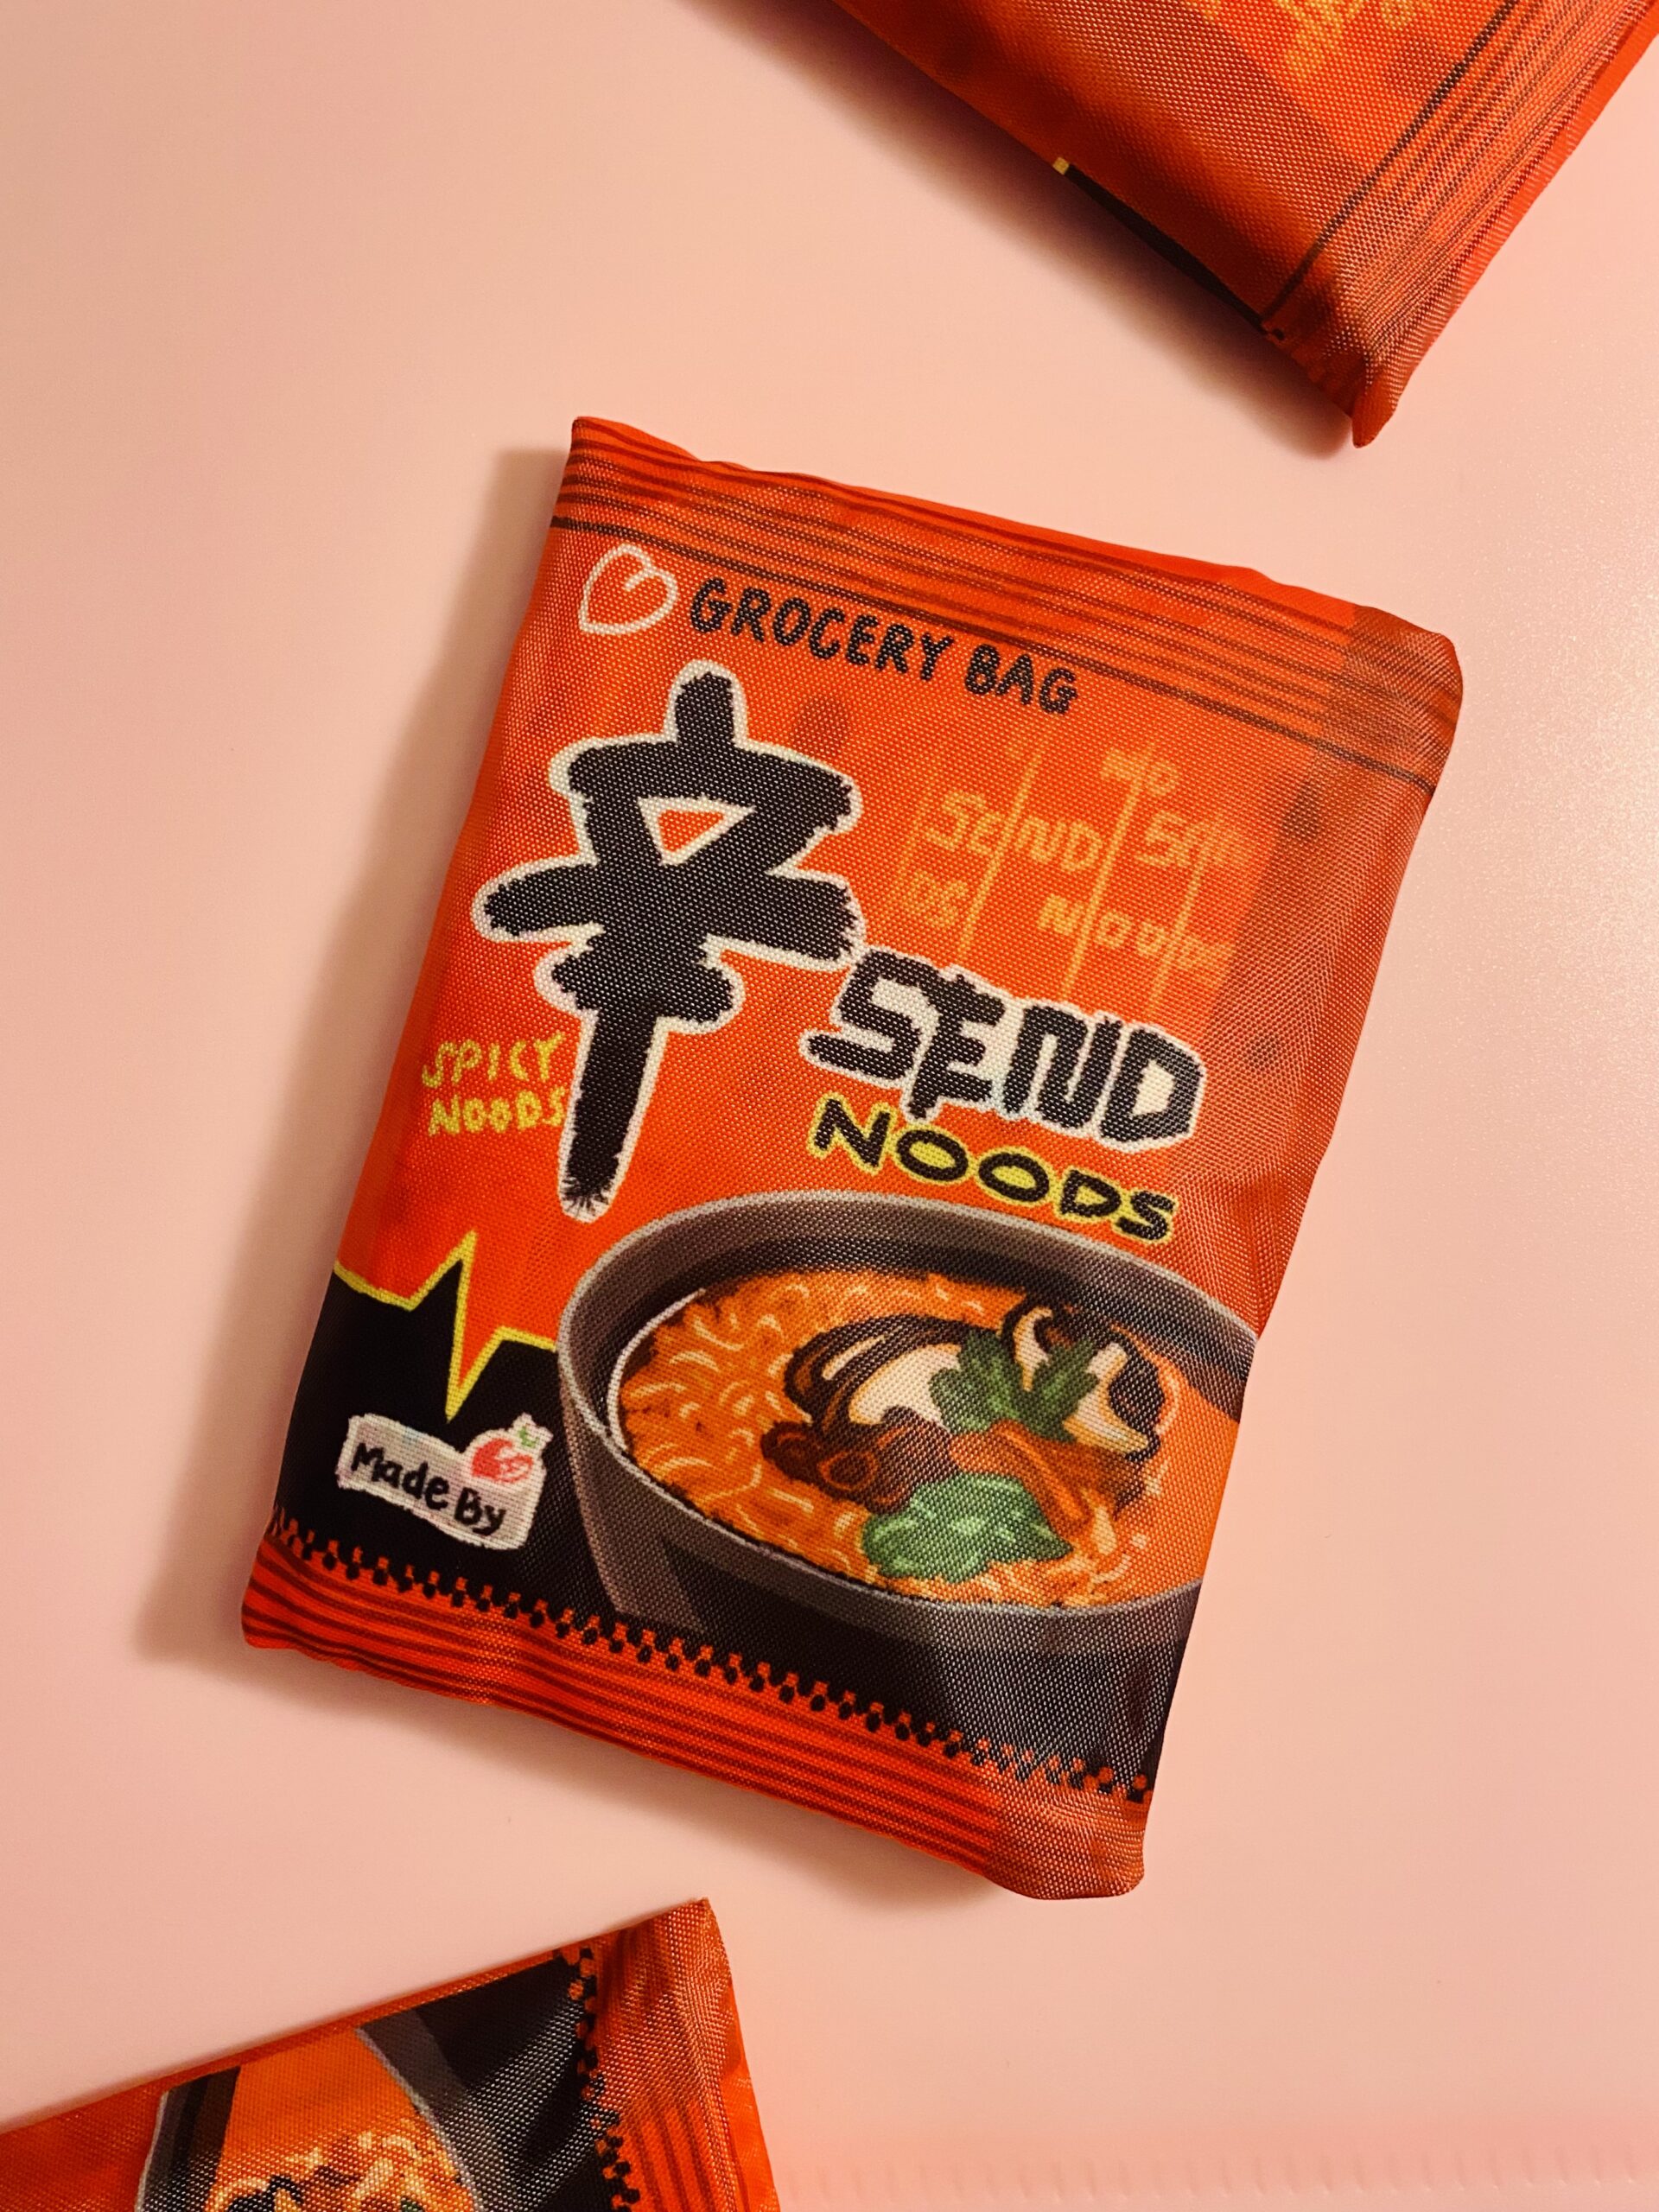 GROCERY BAG
辛
SEND
NOODS
SPICY
NOODS
Made By